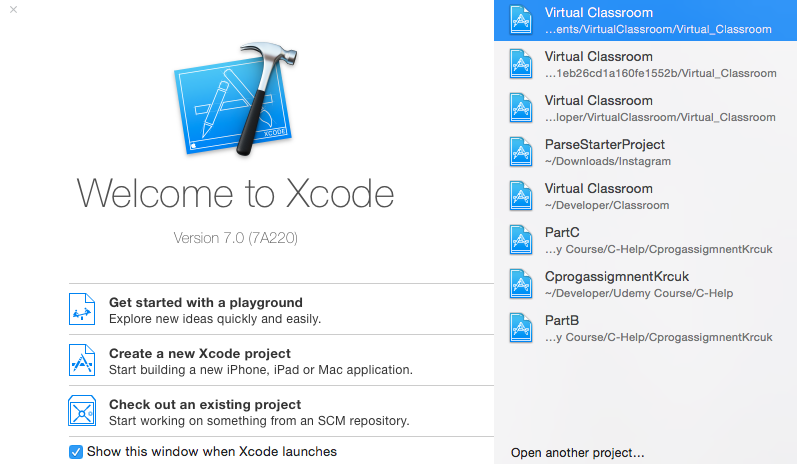 XCODE
Welcome to Xcode
Version 7.0 (7A220)
Get started with a playground
Explore new ideas quickly and easily.
Create a new Xcode project
Start building a new iPhone, iPad or Mac application.
Check out an existing project
Start working on something from an SCM repository.
Show this window when Xcode launches
Virtual Classroom
...ents/VirtualClassroom/Virtual_Classroom
Virtual Classroom
...1eb26cd1a160fe1552b/Virtual_Classroom
Virtual Classroom
...loper/VirtualClassroom/Virtual_Classroom
ParseStarterProject
~/Downloads/Instagram
Virtual Classroom
~/Developer/Classroom
PartC
...y Course/C-Help/CprogassigmnentKrcuk
CprogassigmnentKrcuk
~/Developer/Udemy Course/C-Help
PartB
...y Course/C-Help/CprogassigmnentKrcuk
Open another project...